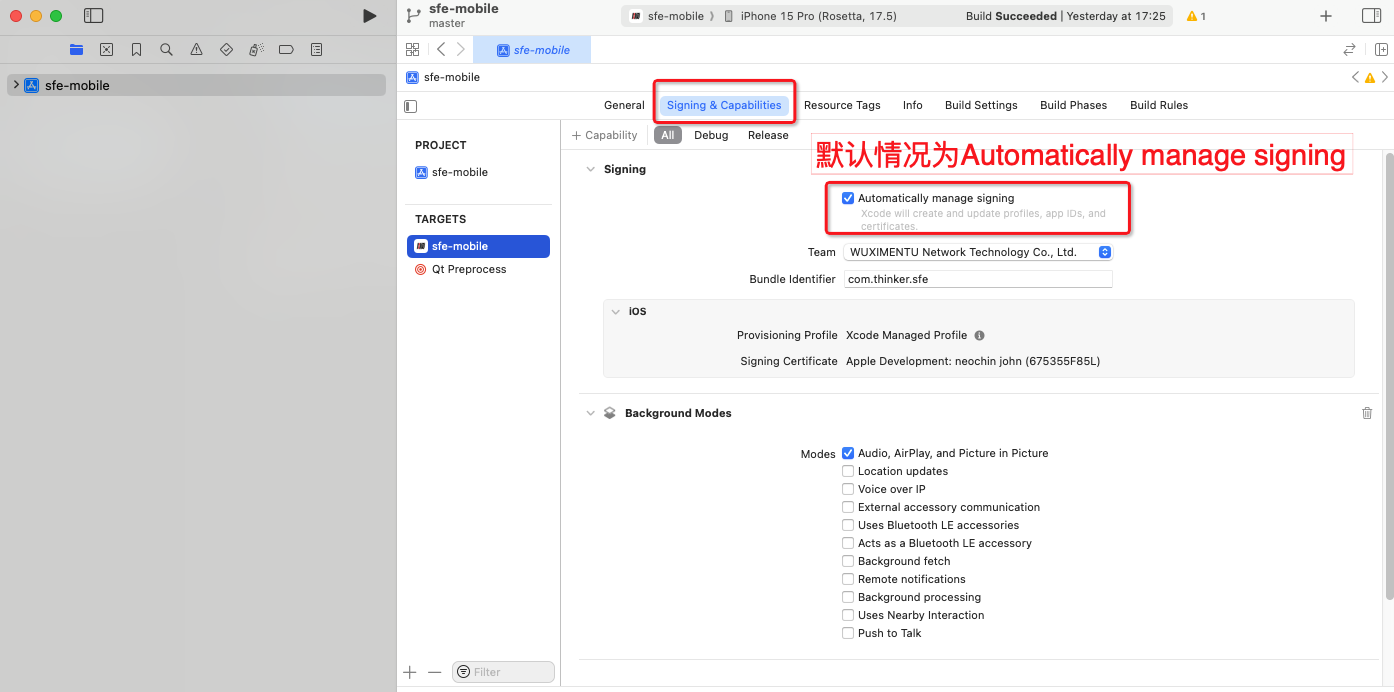 sfe-mobile
master
sfe-mobile
iPhone 15 Pro (Rosetta, 17.5)
Build Succeeded | Yesterday at 17:25
1
sfe-mobile
sfe-mobile
sfe-mobile
General
Signing & Capabilities
Resource Tags
Info
Build Settings
Build Phases
Build Rules
PROJECT
sfe-mobile
TARGETS
sfe-mobile
Qt Preprocess
+ Capability
All
Debug
Release
默认情况为Automatically manage signing
Signing
Automatically manage signing
Xcode will create and update profiles, app IDs, and
certificates.
Team
WUXIMENTU Network Technology Co., Ltd.
Bundle Identifier
com.thinker.sfe
iOS
Provisioning Profile
Xcode Managed Profile
Signing Certificate
Apple Development: neochin john (675355F85L)
Background Modes
Modes
Audio, AirPlay, and Picture in Picture
Location updates
Voice over IP
External accessory communication
Uses Bluetooth LE accessories
Acts as a Bluetooth LE accessory
Background fetch
Remote notifications
Background processing
Uses Nearby Interaction
Push to Talk
Filter